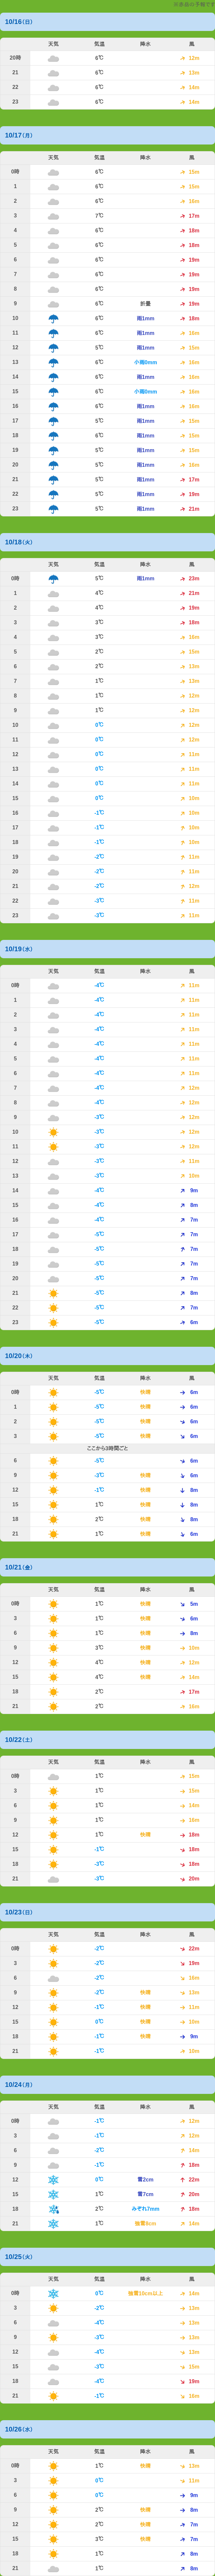 10/16(日)
天気 気温 降水 風
20時 6℃ 12m
21 6℃ 13m
22 6℃ 14m
23 6℃ 14m
10/17(月)
天気 気温 降水 風
0時 6℃ 15m
1 6℃ 15m
2 6℃ 16m
3 7℃ 17m
4 6℃ 18m
5 6℃ 18m
6 6℃ 19m
7 6℃ 19m
8 6℃ 19m
9 6℃ 折曇 19m
10 6℃ 雨1mm 18m
11 6℃ 雨1mm 16m
12 5℃ 雨1mm 15m
13 6℃ 小雨0mm 16m
14 6℃ 雨1mm 16m
15 6℃ 小雨0mm 16m
16 6℃ 雨1mm 16m
17 5℃ 雨1mm 15m
18 6℃ 雨1mm 15m
19 5℃ 雨1mm 15m
20 5℃ 雨1mm 16m
21 5℃ 雨1mm 17m
22 5℃ 雨1mm 19m
23 5℃ 雨1mm 21m
10/18(火)
天気 気温 降水 風
0時 5℃ 雨1mm 23m
1 4℃ 21m
2 4℃ 19m
3 3℃ 18m
4 3℃ 16m
5 2℃ 15m
6 2℃ 13m
7 1℃ 13m
8 1℃ 12m
9 1℃ 12m
10 0℃ 12m
11 0℃ 12m
12 0℃ 11m
13 0℃ 11m
14 0℃ 11m
15 0℃ 10m
16 -1℃ 10m
17 -1℃ 10m
18 -1℃ 10m
19 -2℃ 11m
20 -2℃ 11m
21 -2℃ 12m
22 -3℃ 11m
23 -3℃ 11m
10/19(水)
天気 気温 降水 風
0時 -4℃ 11m
1 -4℃ 11m
2 -4℃ 11m
3 -4℃ 11m
4 -4℃ 11m
5 -4℃ 11m
6 -4℃ 11m
7 -4℃ 12m
8 -4℃ 12m
9 -3℃ 12m
10 -3℃ 12m
11 -3℃ 12m
12 -3℃ 11m
13 -3℃ 10m
14 -4℃ 9m
15 -4℃ 8m
16 -4℃ 7m
17 -5℃ 7m
18 -5℃ 7m
19 -5℃ 7m
20 -5℃ 7m
21 -5℃ 8m
22 -5℃ 7m
23 -5℃ 6m
10/20(木)
天気 気温 降水 風
0時 -5℃ 快晴 6m
1 -5℃ 快晴 6m
2 -5℃ 快晴 6m
3 -5℃ 快晴 6m
ここから3時間ごと
6 -5℃ 6m
9 -3℃ 快晴 6m
12 -1℃ 快晴 8m
15 1℃ 快晴 8m
18 2℃ 快晴 8m
21 1℃ 快晴 6m
10/21(金)
天気 気温 降水 風
0時 1℃ 快晴 5m
3 1℃ 快晴 6m
6 1℃ 快晴 8m
9 3℃ 快晴 10m
12 4℃ 快晴 12m
15 4℃ 快晴 14m
18 2℃ 17m
21 2℃ 16m
10/22(土)
天気 気温 降水 風
0時 1℃ 15m
3 1℃ 15m
6 1℃ 14m
9 1℃ 16m
12 1℃ 快晴 18m
15 -1℃ 18m
18 -3℃ 18m
21 -3℃ 20m
10/23(日)
天気 気温 降水 風
0時 -2℃ 22m
3 -2℃ 19m
6 -2℃ 16m
9 -2℃ 快晴 13m
12 -1℃ 快晴 11m
15 0℃ 快晴 10m
18 -1℃ 快晴 9m
21 -1℃ 10m
10/24(月)
天気 気温 降水 風
0時 -1℃ 12m
3 -1℃ 12m
6 -2℃ 14m
9 -1℃ 18m
12 0℃ 雪2cm 22m
15 1℃ 雪7cm 20m
18 2℃ みぞれ7mm 18m
21 1℃ 強雪8cm 14m
10/25(火)
天気 気温 降水 風
0時 0℃ 強雪10cm以上 14m
3 -2℃ 13m
6 -4℃ 13m
9 -3℃ 13m
12 -4℃ 13m
15 -3℃ 15m
18 -4℃ 19m
21 -1℃ 16m
10/26(水)
天気 気温 降水 風
0時 1℃ 快晴 13m
3 0℃ 11m
6 0℃ 9m
9 2℃ 快晴 8m
12 2℃ 快晴 7m
15 3℃ 快晴 7m
18 1℃ 8m
21 1℃ 8m